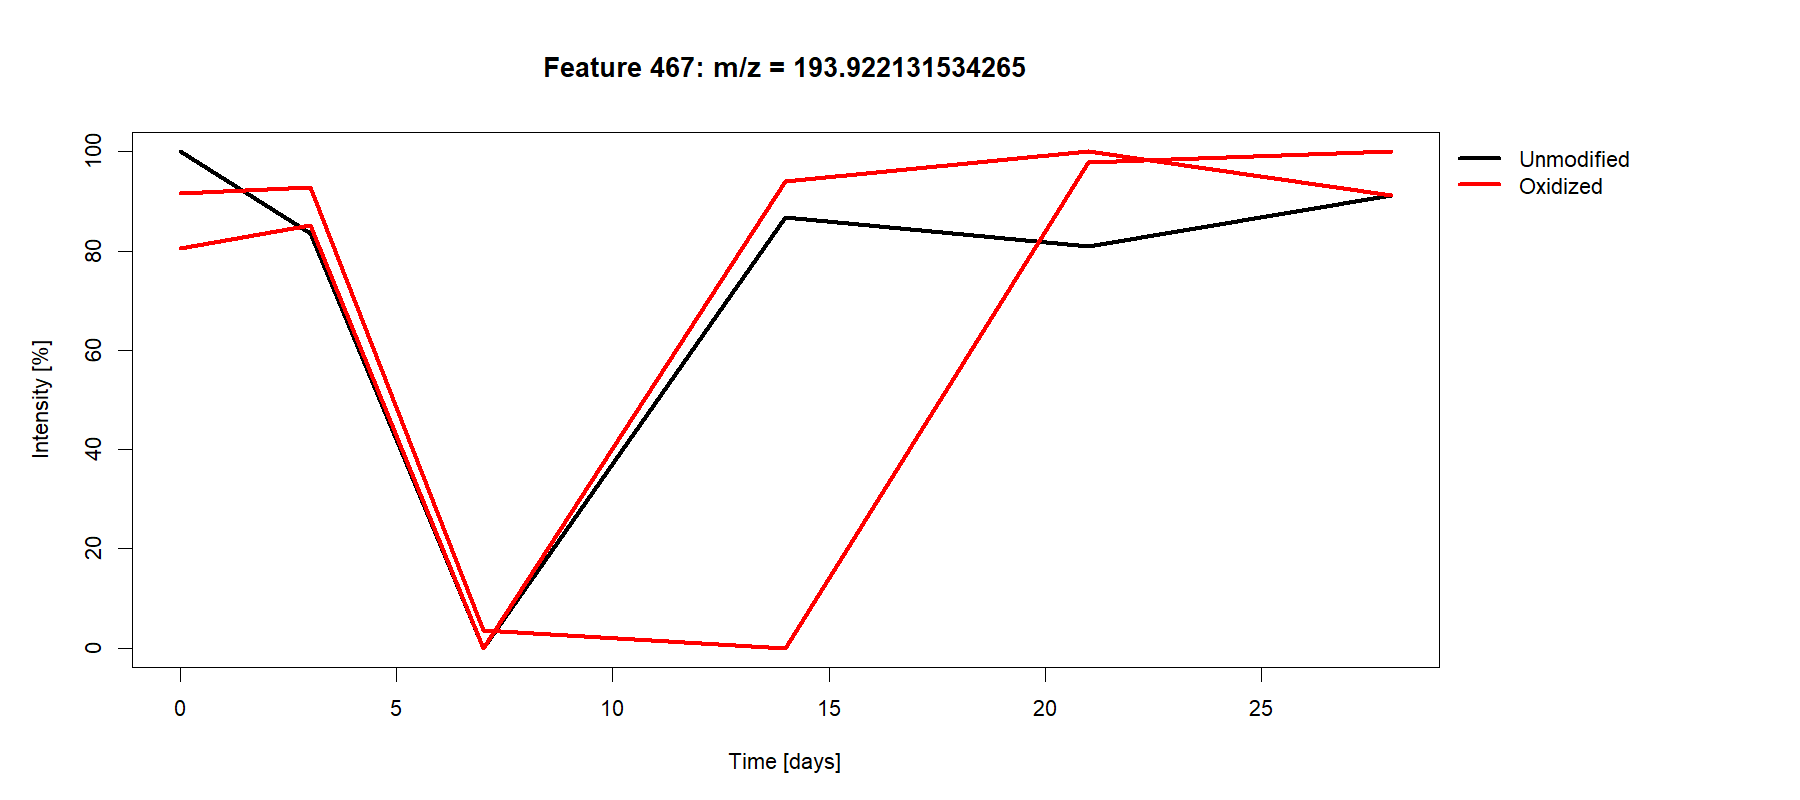 Feature 467: m/z = 193.922131534265
Unmodified
Oxidized
100
80
60
40
20
0
Intensity [%]
0 5 10 15 20 25
Time [days]